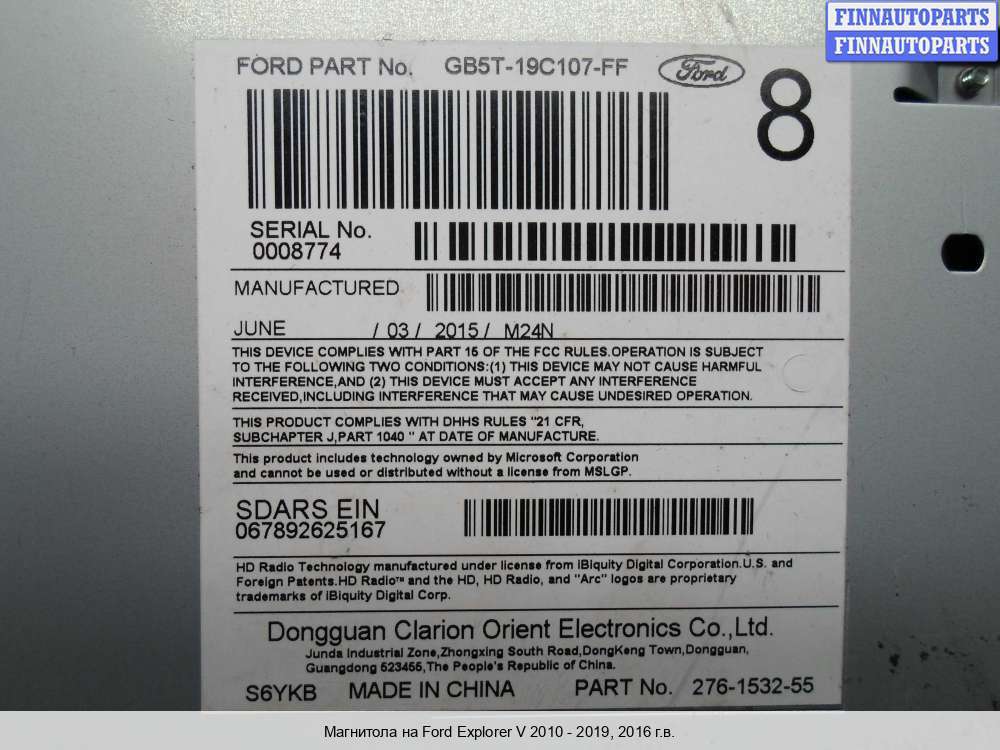 FINNAUTOPARTS
FINNAUTOPARTS
FORD PART No. GB5T-19C107-FF Ford
8
SERIAL No.
0008774
MANUFACTURED
JUNE / 03 / 2015 / M24N
THIS DEVICE COMPLIES WITH PART 15 OF THE FCC RULES.OPERATION IS SUBJECT
TO THE FOLLOWING TWO CONDITIONS:(1) THIS DEVICE MAY NOT CAUSE HARMFUL
INTERFERENCE,AND (2) THIS DEVICE MUST ACCEPT ANY INTERFERENCE
RECEIVED,INCLUDING INTERFERENCE THAT MAY CAUSE UNDESIRED OPERATION.
THIS PRODUCT COMPLIES WITH DHHS RULES "21 CFR,
SUBCHAPTER J,PART 1040 " AT DATE OF MANUFACTURE.
This product includes technology owned by Microsoft Corporation
and cannot be used or distributed without a license from MSLGP.
SDARS EIN
067892625167
HD Radio Technology manufactured under license from iBiquity Digital Corporation.U.S. and
Foreign Patents.HD Radio™ and the HD, HD Radio, and "Arc" logos are proprietary
trademarks of iBiquity Digital Corp.
Dongguan Clarion Orient Electronics Co.,Ltd.
Junda Industrial Zone,Zhongxing South Road,DongKeng Town,Dongguan,
Guangdong 523455,The People's Republic of China.
S6YKB MADE IN CHINA PART No. 276-1532-55
Магнитола на Ford Explorer V 2010 - 2019, 2016 г.в.